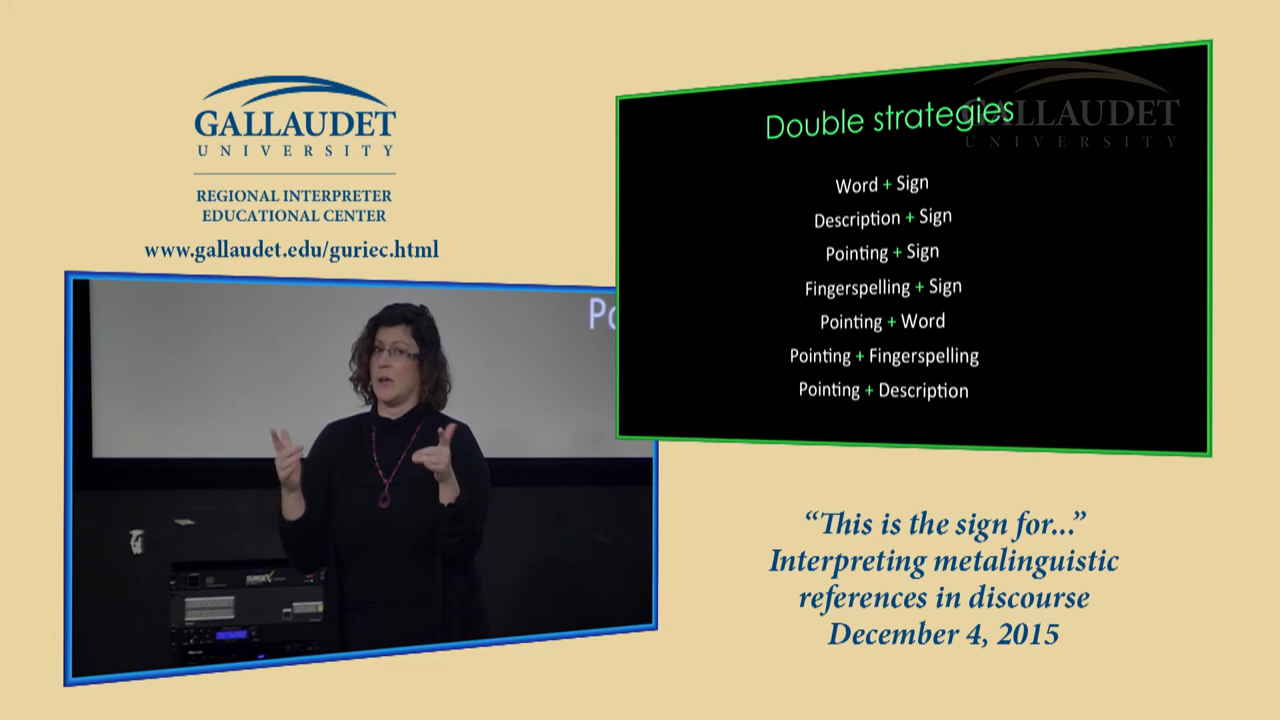 GALLAUDET
UNIVERSITY
REGIONAL INTERPRETER
EDUCATIONAL CENTER
www.gallaudet.edu/guriec.html
Double strategies
GALLAUDET
UNIVERSITY
Word + Sign
Description + Sign
Pointing + Sign
Fingerspelling + Sign
Pointing + Word
Pointing + Fingerspelling
Pointing + Description
Po
SURGEX
“This is the sign for...”
Interpreting metalinguistic
references in discourse
December 4, 2015